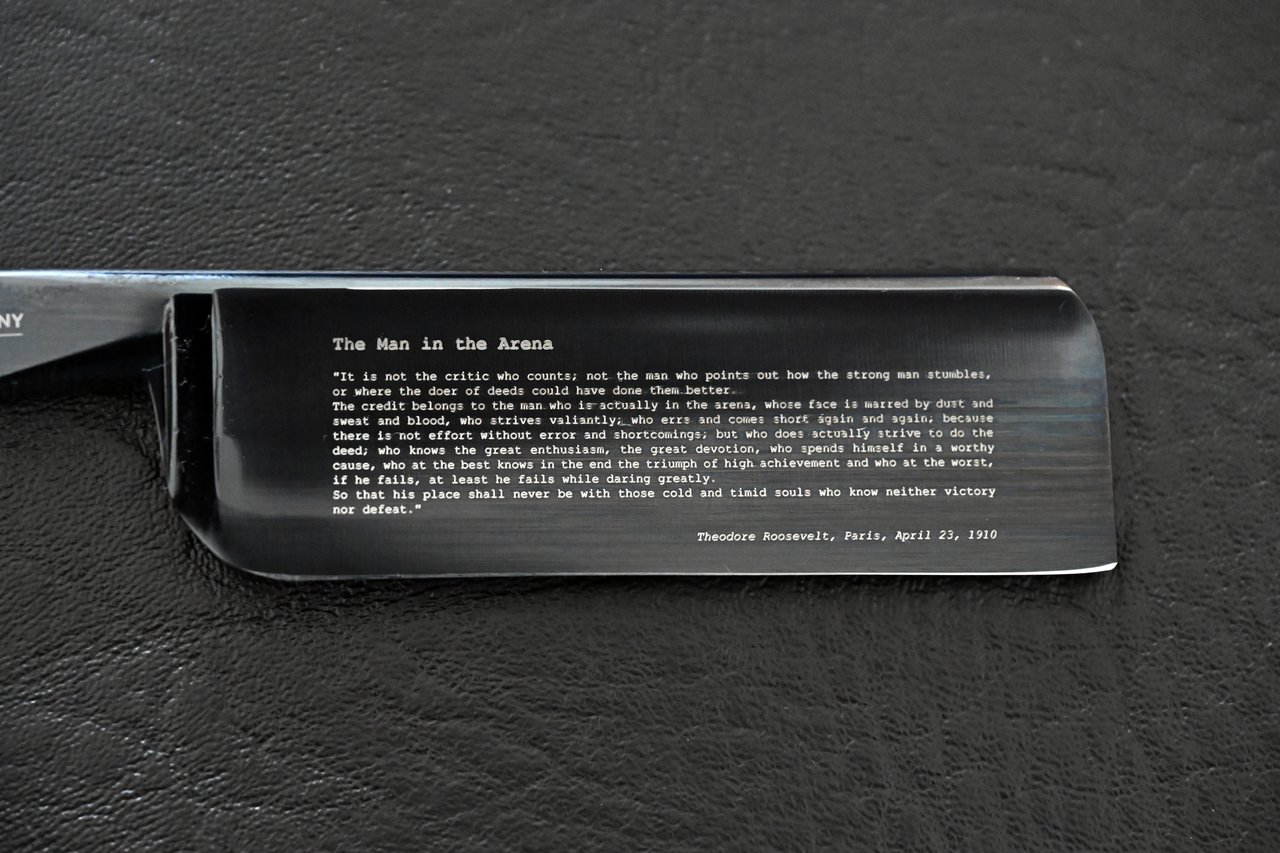 NY
The Man in the Arena
"It is not the critic who counts; not the man who points out how the strong man stumbles,
or where the doer of deeds could have done them better.
The credit belongs to the man who is actually in the arena, whose face is marred by dust and
sweat and blood, who strives valiantly; who errs and comes short again and again; because
there is not effort without error and shortcomings; but who does actually strive to do the
deed; who knows the great enthusiasm, the great devotion, who spends himself in a worthy
cause, who at the best knows in the end the triumph of high achievement and who at the worst,
if he fails, at least he fails while daring greatly.
So that his place shall never be with those cold and timid souls who know neither victory
nor defeat."
Theodore Roosevelt, Paris, April 23, 1910